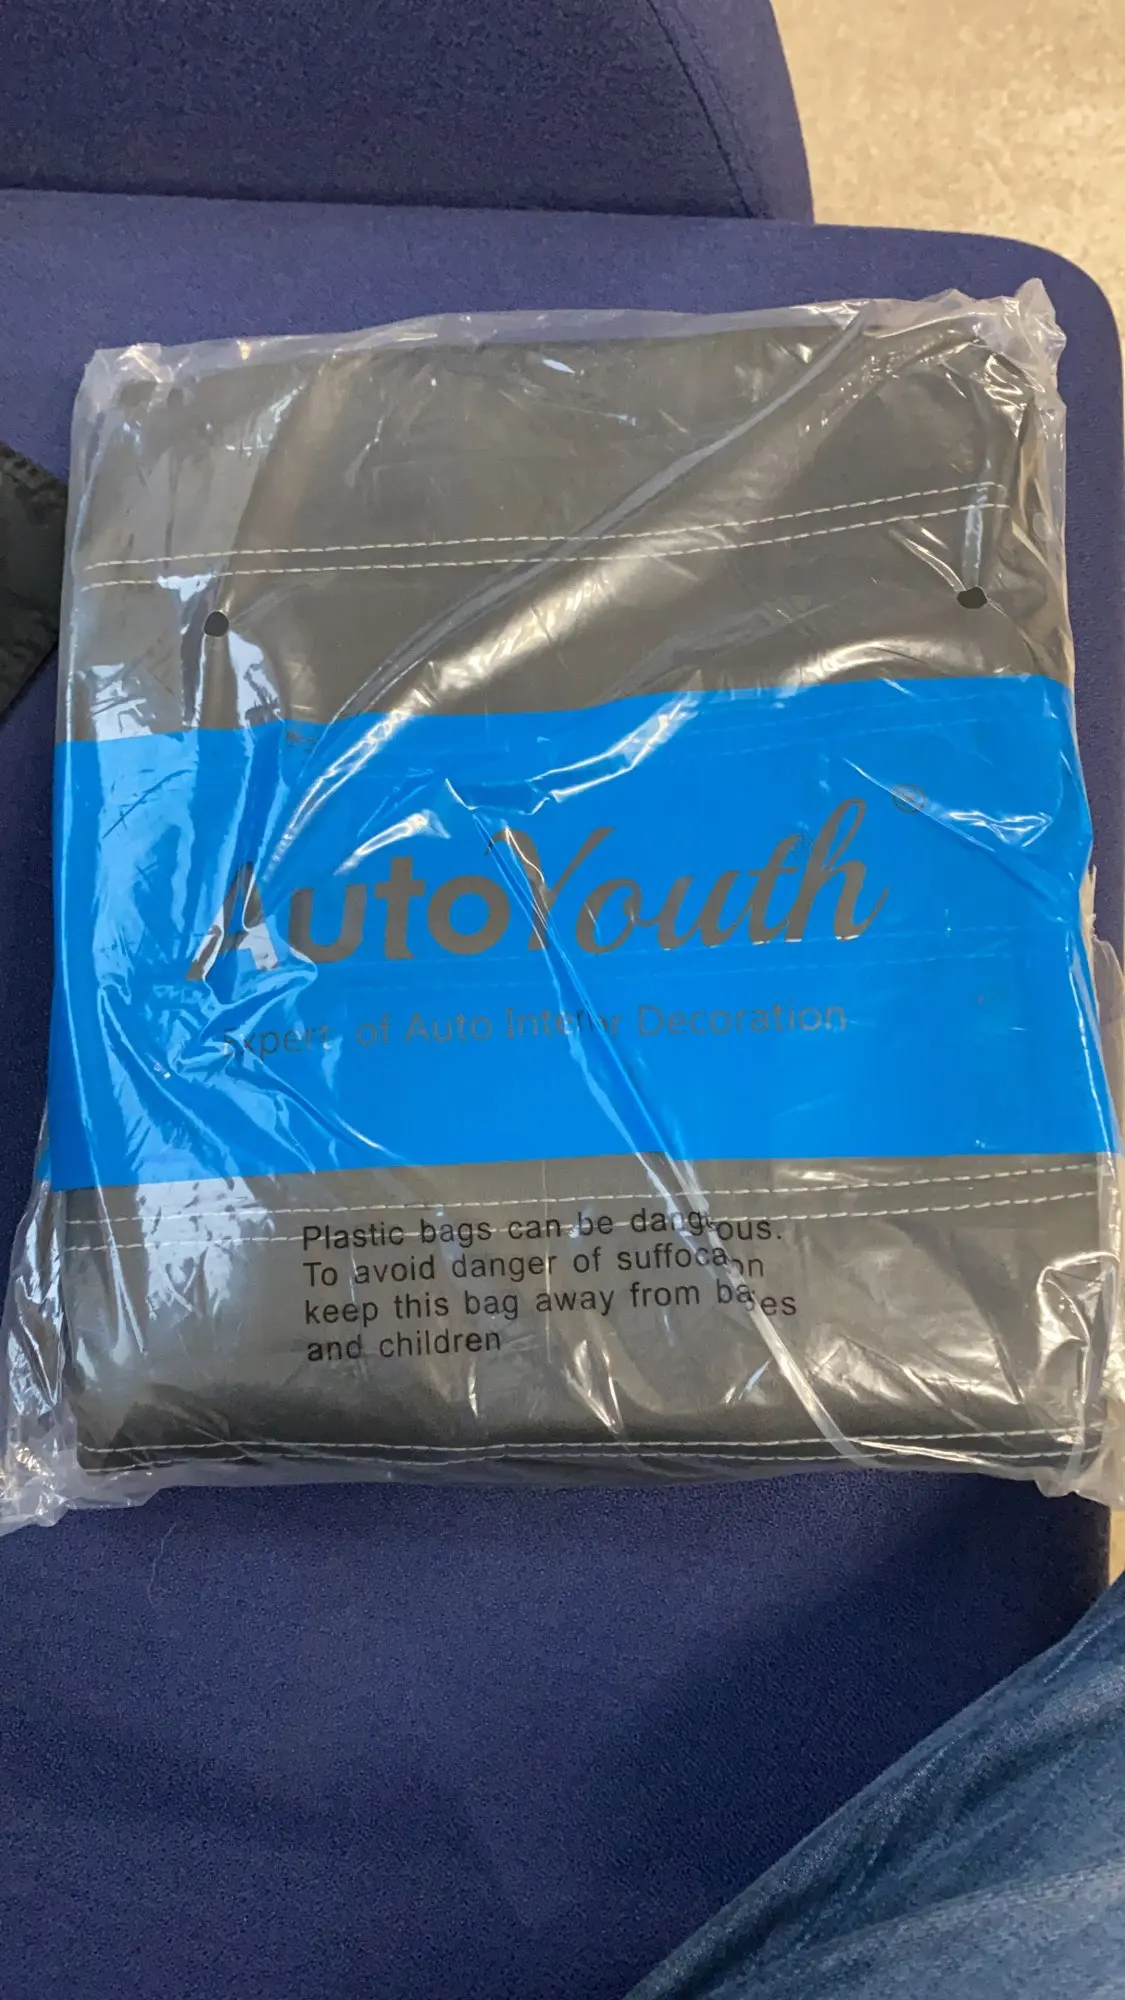 AutoYouth ®
Expert of Auto Interior Decoration
Plastic bags can be dangerous.
To avoid danger of suffocation
keep this bag away from babies
and children